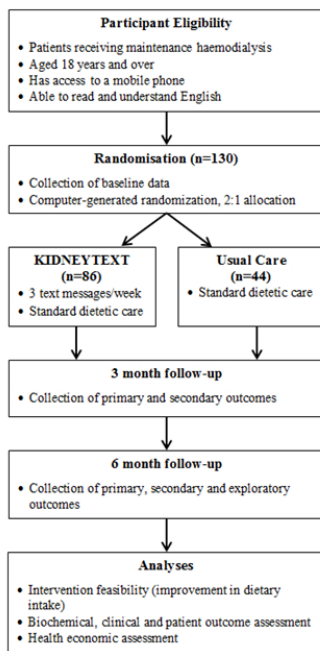 Participant Eligibility
• Patients receiving maintenance haemodialysis
• Aged 18 years and over
• Has access to a mobile phone
• Able to read and understand English
Randomisation (n=130)
• Collection of baseline data
• Computer-generated randomization, 2:1 allocation
KIDNEYTEXT
(n=86)
• 3 text messages/week
• Standard dietetic care
Usual Care
(n=44)
• Standard dietetic care
3 month follow-up
• Collection of primary and secondary outcomes
6 month follow-up
• Collection of primary, secondary and exploratory
outcomes
Analyses
• Intervention feasibility (improvement in dietary
intake)
• Biochemical, clinical and patient outcome assessment
• Health economic assessment